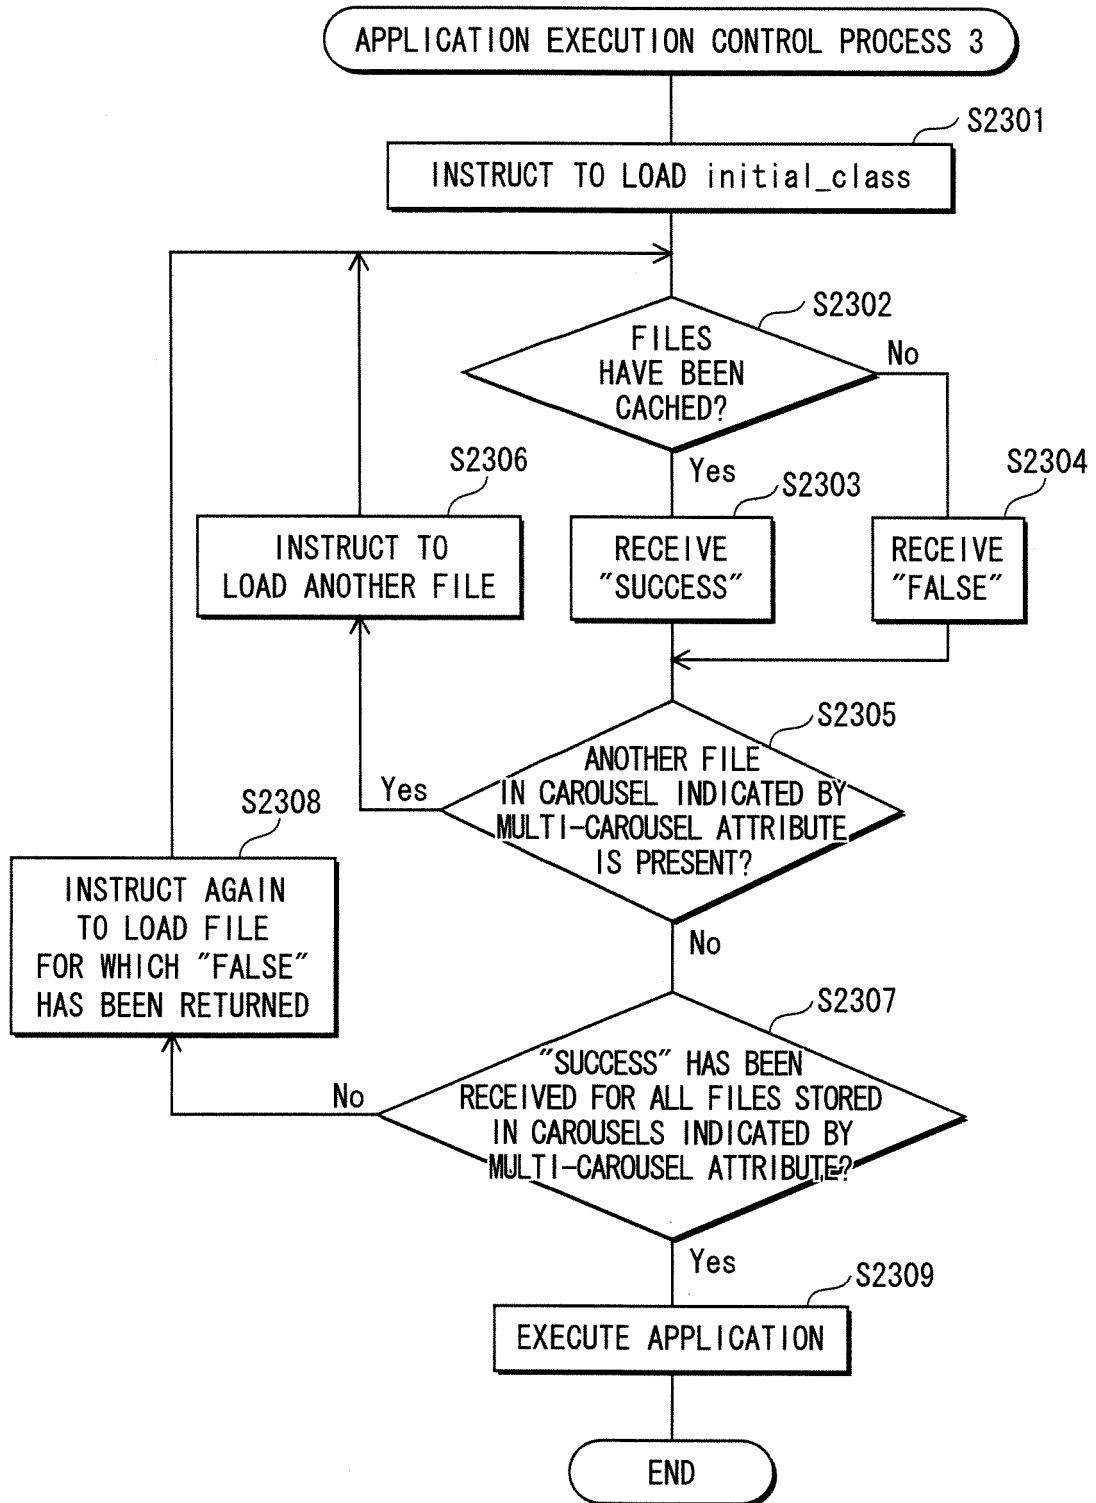 APPLICATION EXECUTION CONTROL PROCESS 3
S2301
INSTRUCT TO LOAD initial_class
S2302
FILES
HAVE BEEN
CACHED?
No
Yes
S2306
S2303
S2304
INSTRUCT TO
LOAD ANOTHER FILE
RECEIVE
"SUCCESS"
RECEIVE
"FALSE"
S2305
ANOTHER FILE
IN CAROUSEL INDICATED BY
MULTI-CAROUSEL ATTRIBUTE
IS PRESENT?
Yes
S2308
INSTRUCT AGAIN
TO LOAD FILE
FOR WHICH "FALSE"
HAS BEEN RETURNED
No
S2307
"SUCCESS" HAS BEEN
RECEIVED FOR ALL FILES STORED
IN CAROUSELS INDICATED BY
MULTI-CAROUSEL ATTRIBUTE?
No
Yes
S2309
EXECUTE APPLICATION
END